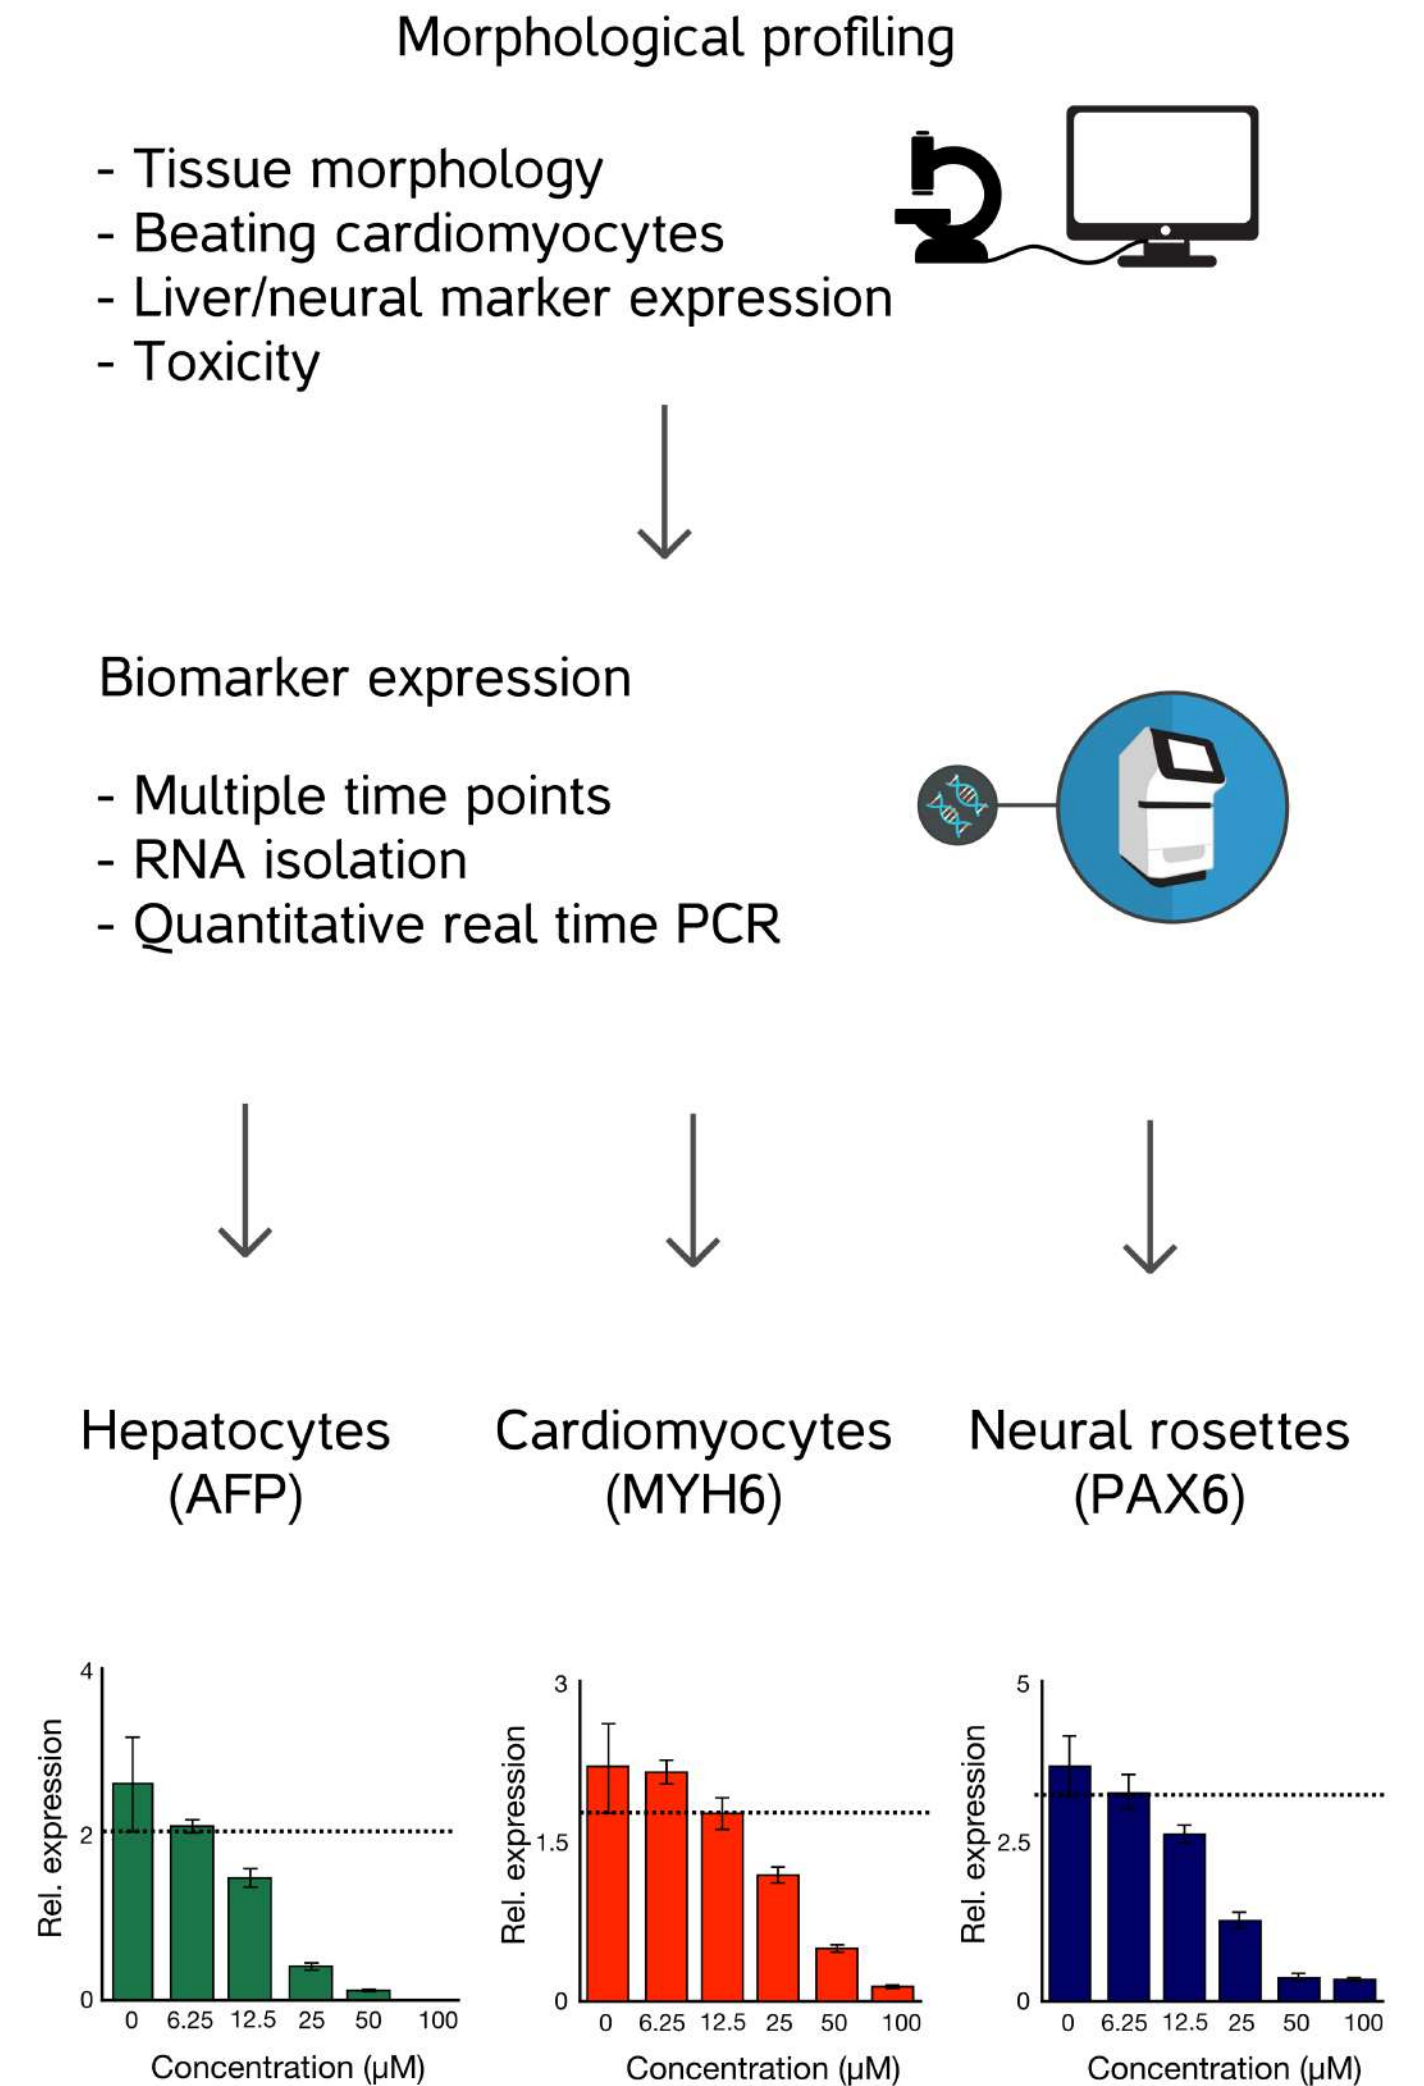 Morphological profiling
- Tissue morphology
- Beating cardiomyocytes
- Liver/neural marker expression
- Toxicity
Biomarker expression
- Multiple time points
- RNA isolation
- Quantitative real time PCR
Hepatocytes
(AFP)
Cardiomyocytes
(MYH6)
Neural rosettes
(PAX6)
Rel. expression
4
2
0
0 6.25 12.5 25 50 100
Concentration (µM)
Rel. expression
3
1.5
0
0 6.25 12.5 25 50 100
Concentration (µM)
Rel. expression
5
2.5
0
0 6.25 12.5 25 50 100
Concentration (µM)